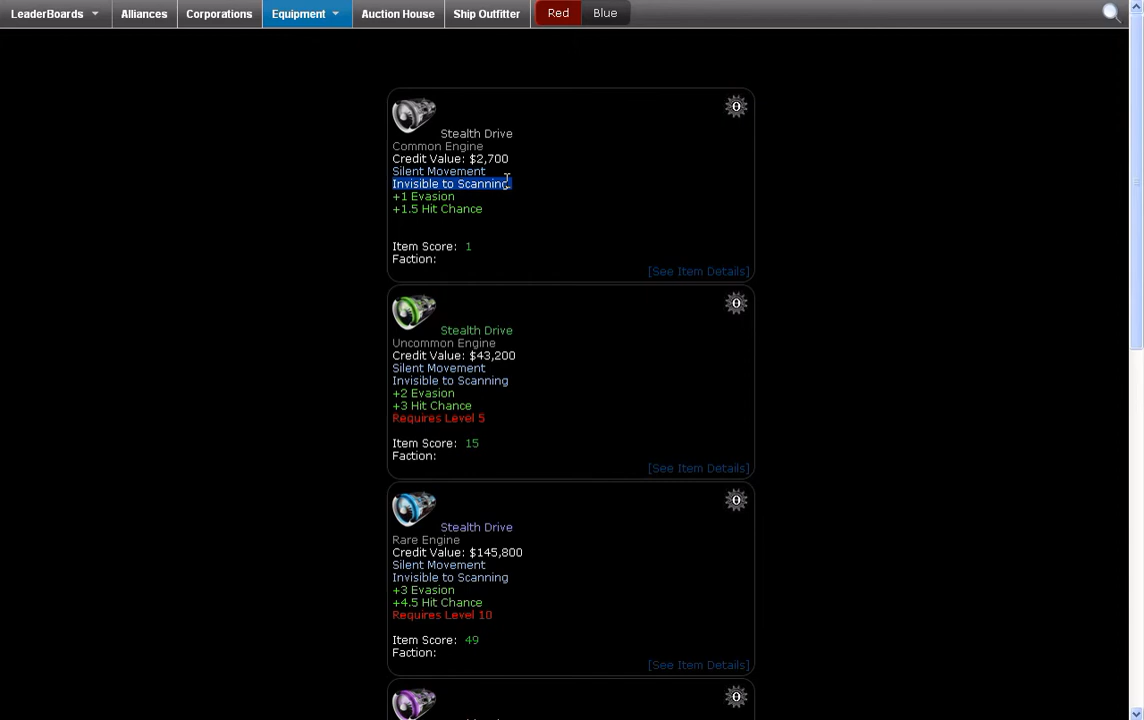 LeaderBoards Alliances Corporations Equipment Auction House Ship Outfitter Red Blue
0
Stealth Drive
Common Engine
Credit Value: $2,700
Silent Movement
Invisible to Scanning
+1 Evasion
+1.5 Hit Chance
Item Score: 1
Faction:
[See Item Details]
0
Stealth Drive
Uncommon Engine
Credit Value: $43,200
Silent Movement
Invisible to Scanning
+2 Evasion
+3 Hit Chance
Requires Level 5
Item Score: 15
Faction:
[See Item Details]
0
Stealth Drive
Rare Engine
Credit Value: $145,800
Silent Movement
Invisible to Scanning
+3 Evasion
+4.5 Hit Chance
Requires Level 10
Item Score: 49
Faction:
[See Item Details]
0